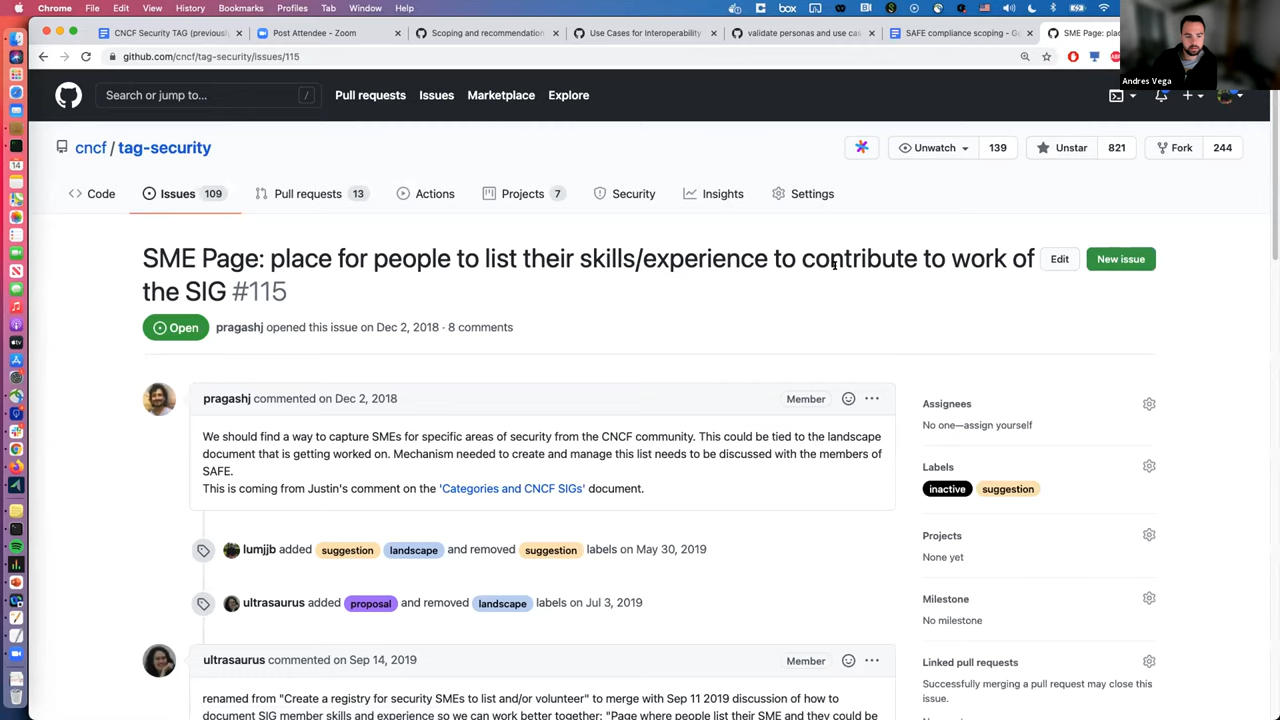 Chrome File Edit View History Bookmarks Profiles Tab Window Help
box
CNCF Security TAG (previously
Post Attendee - Zoom
Scoping and recommendation
Use Cases for Interoperability
validate personas and use cas
SAFE compliance scoping - Go
SME Page: pla
github.com/cncf/tag-security/issues/115
Andres Vega
Search or jump to... /
Pull requests Issues Marketplace Explore
cncf / tag-security
Unwatch 139
Unstar 821
Fork 244
Code
Issues 109
Pull requests 13
Actions
Projects 7
Security
Insights
Settings
SME Page: place for people to list their skills/experience to contribute to work of
the SIG #115
Edit
New issue
Open
pragashj opened this issue on Dec 2, 2018 · 8 comments
pragashj commented on Dec 2, 2018
Member
We should find a way to capture SMEs for specific areas of security from the CNCF community. This could be tied to the landscape
document that is getting worked on. Mechanism needed to create and manage this list needs to be discussed with the members of
SAFE.
This is coming from Justin's comment on the 'Categories and CNCF SIGs' document.
lumjjb added suggestion landscape and removed suggestion labels on May 30, 2019
ultrasaurus added proposal and removed landscape labels on Jul 3, 2019
ultrasaurus commented on Sep 14, 2019
Member
renamed from "Create a registry for security SMEs to list and/or volunteer" to merge with Sep 11 2019 discussion of how to
document SIG member skills and experience so we can work better together: "Page where people list their SME and they could be
Assignees
No one—assign yourself
Labels
inactive suggestion
Projects
None yet
Milestone
No milestone
Linked pull requests
Successfully merging a pull request may close this
issue.